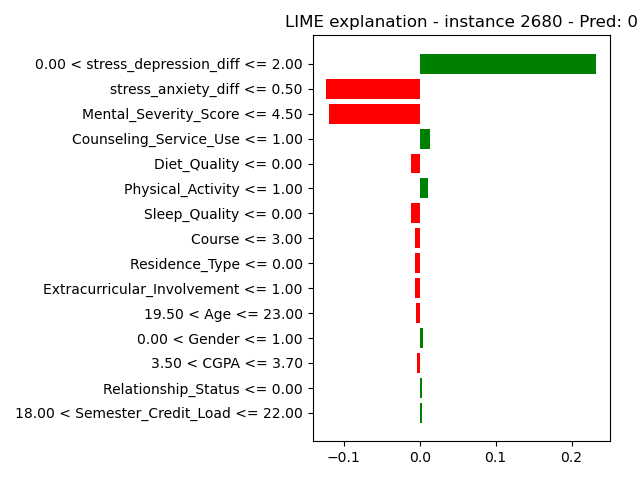 LIME explanation - instance 2680 - Pred: 0
0.00 < stress_depression_diff <= 2.00
stress_anxiety_diff <= 0.50
Mental_Severity_Score <= 4.50
Counseling_Service_Use <= 1.00
Diet_Quality <= 0.00
Physical_Activity <= 1.00
Sleep_Quality <= 0.00
Course <= 3.00
Residence_Type <= 0.00
Extracurricular_Involvement <= 1.00
19.50 < Age <= 23.00
0.00 < Gender <= 1.00
3.50 < CGPA <= 3.70
Relationship_Status <= 0.00
18.00 < Semester_Credit_Load <= 22.00
−0.1 0.0 0.1 0.2